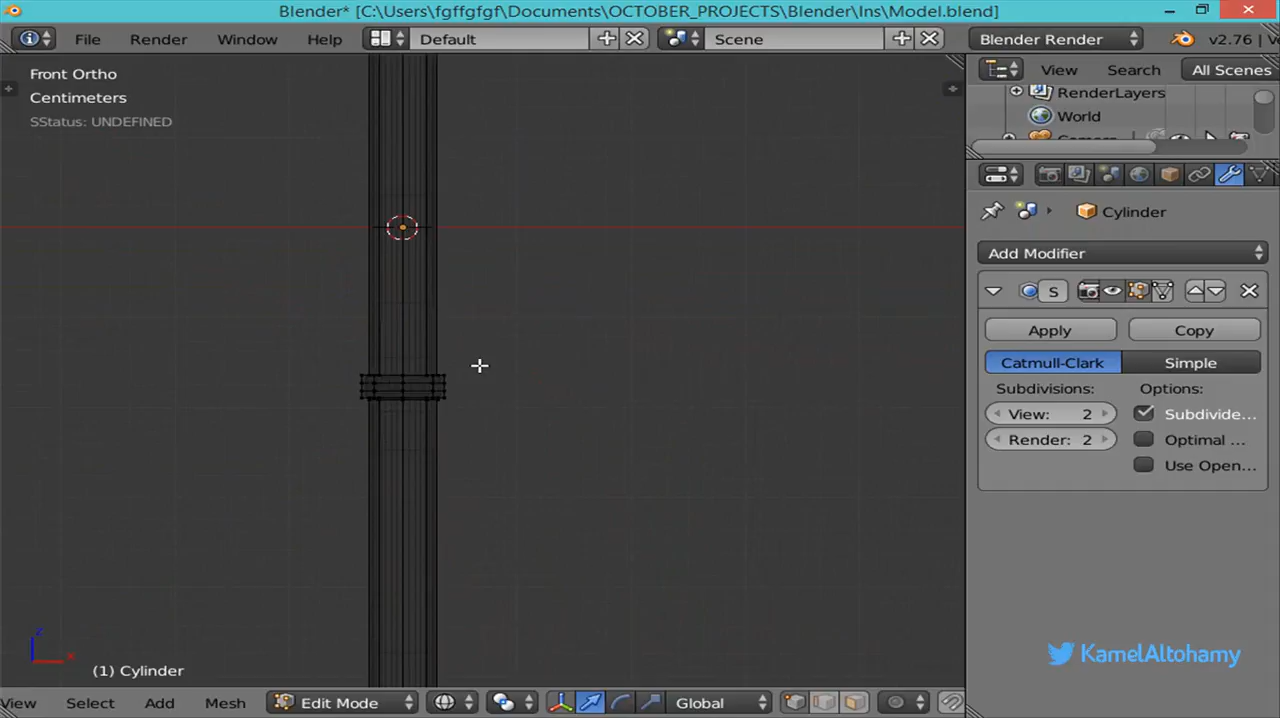 Blender* [C:\Users\fgffgfgf\Documents\OCTOBER_PROJECTS\Blender\Ins\Model.blend]
File Render Window Help Default Scene Blender Render v2.76
Front Ortho
Centimeters
SStatus: UNDEFINED
View Search All Scenes
RenderLayers
World
Cylinder
Add Modifier
S
Apply Copy
Catmull-Clark Simple
Subdivisions: Options:
View: 2 Subdivide...
Render: 2 Optimal ...
Use Open...
z
x
KamelAltohamy
(1) Cylinder
View Select Add Mesh Edit Mode Global